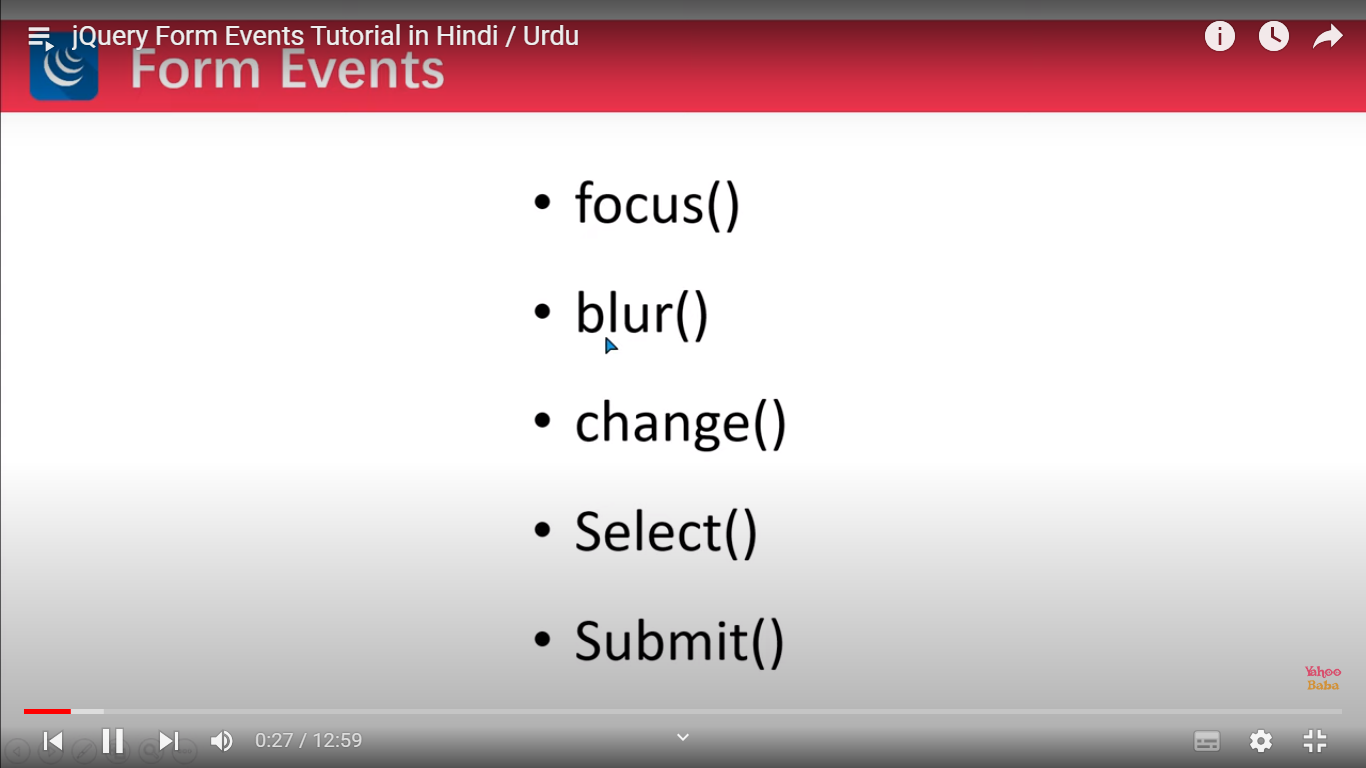 jQuery Form Events Tutorial in Hindi / Urdu
Form Events
• focus()
• blur()
• change()
• Select()
• Submit()
Yahoo
Baba
0:27 / 12:59